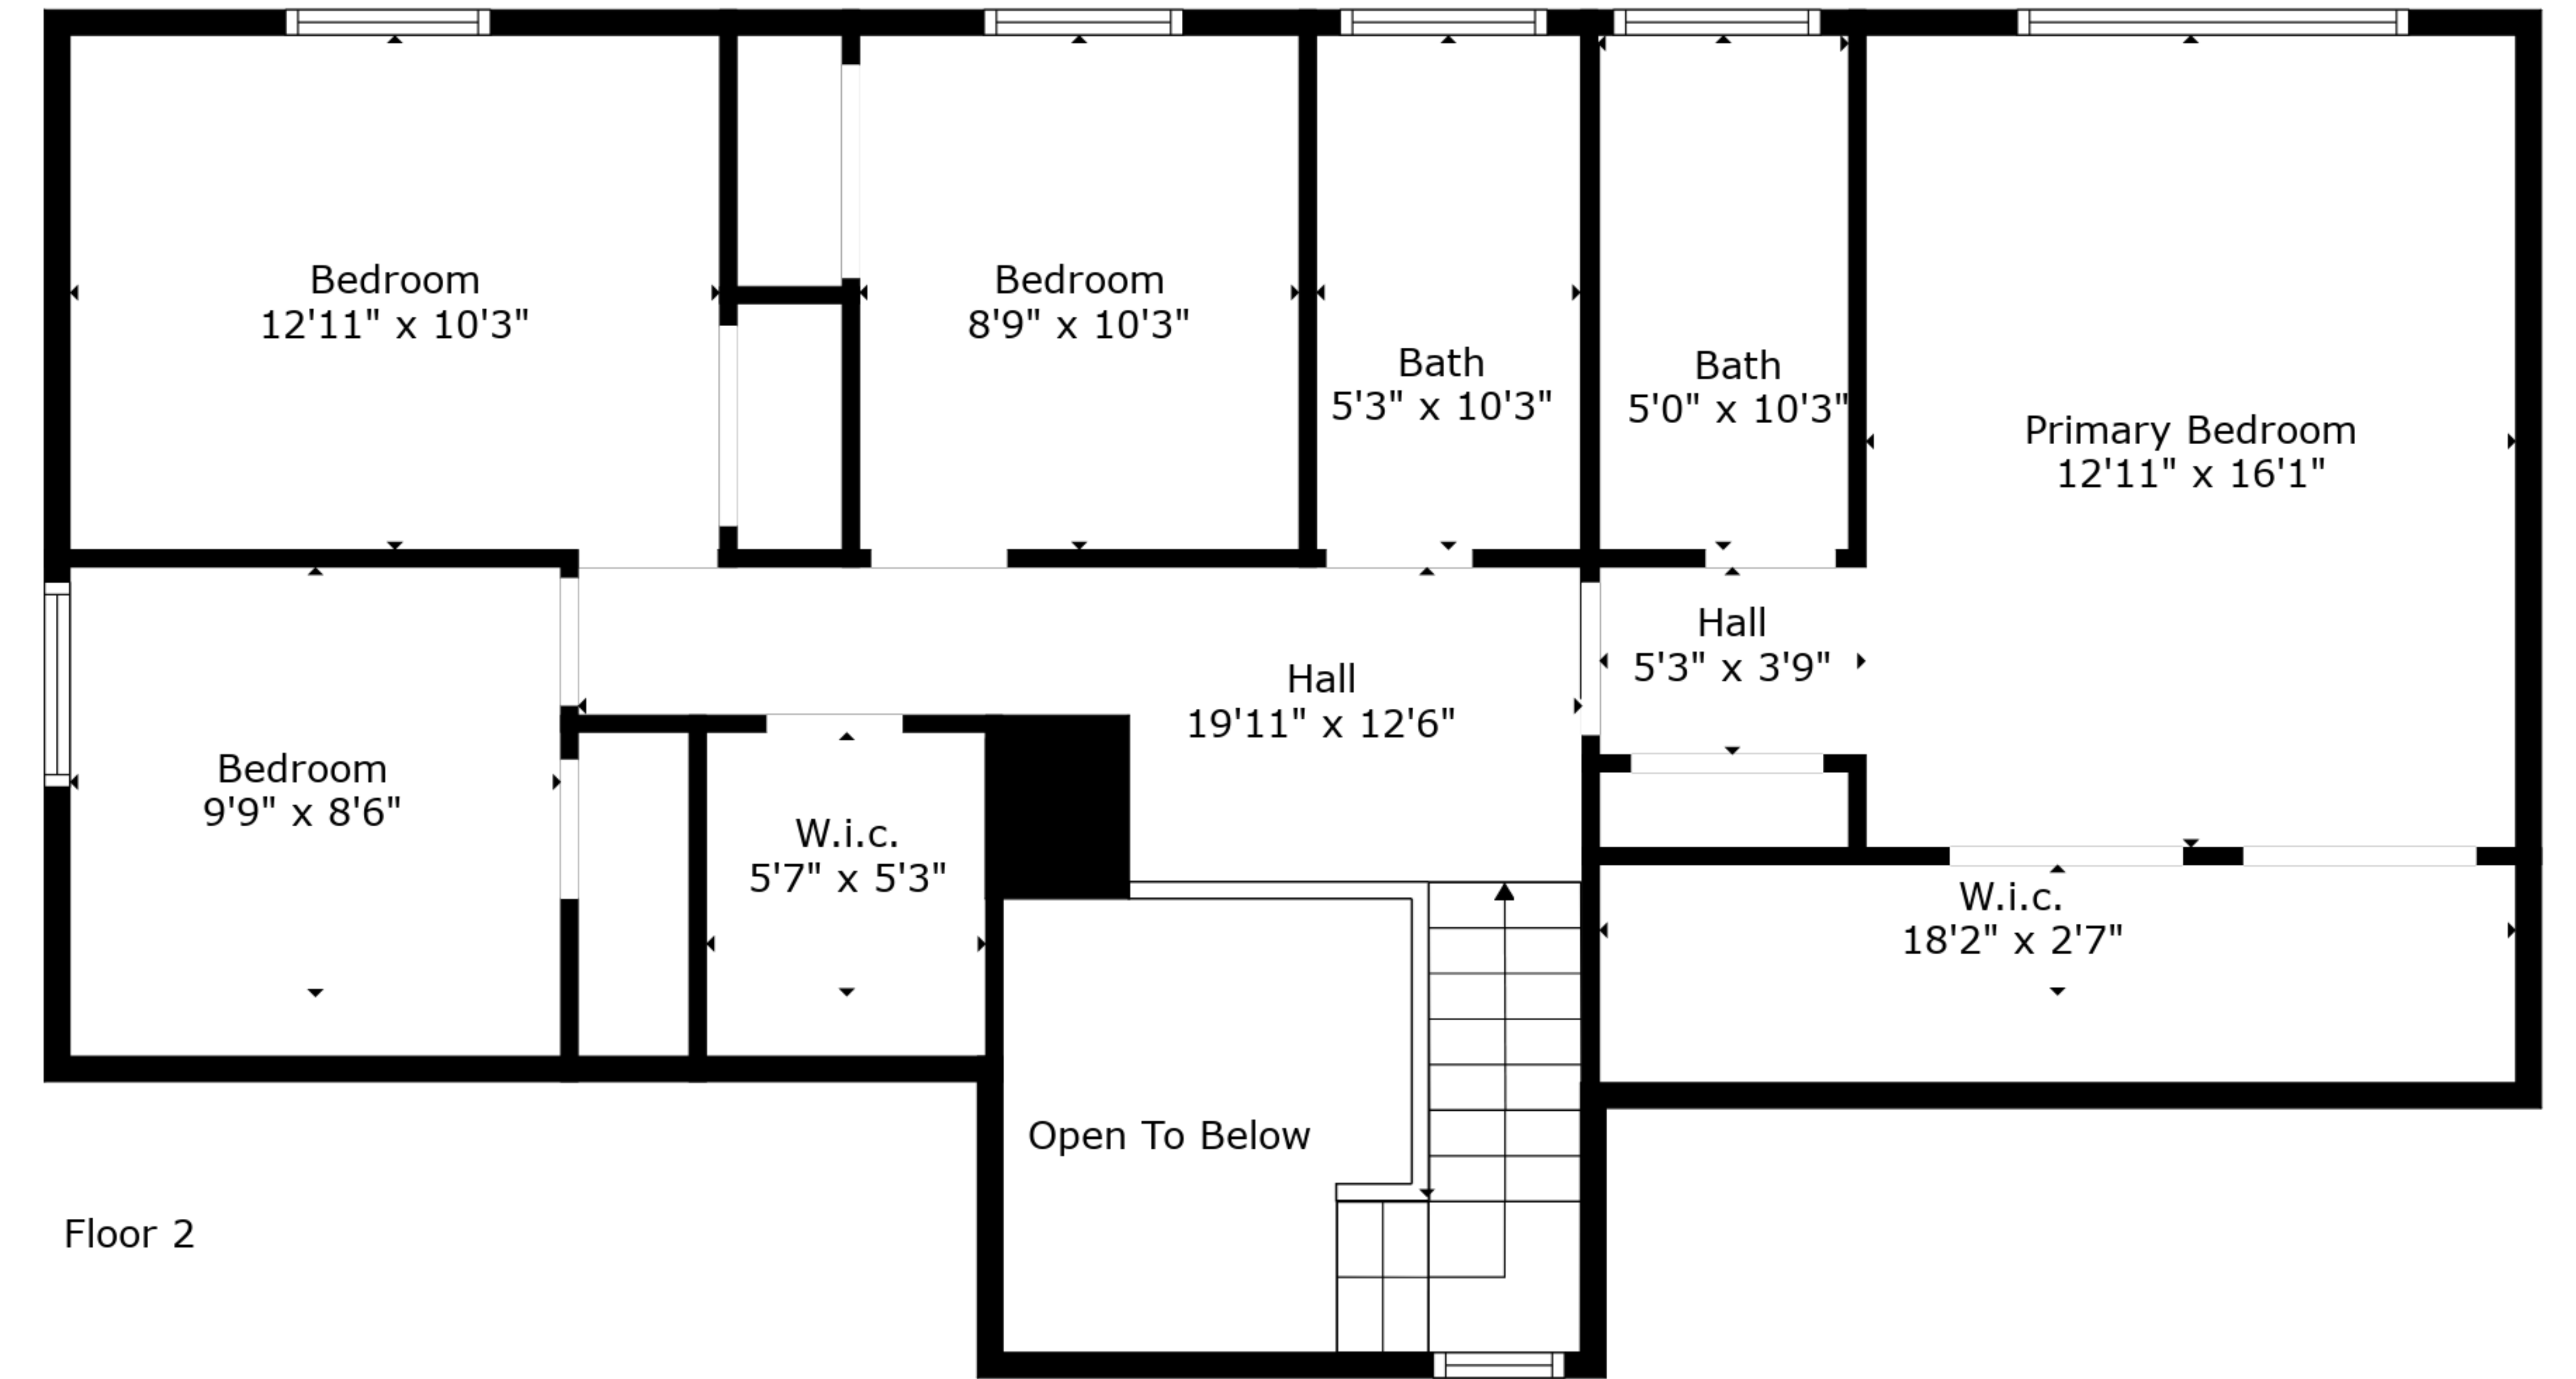 Bedroom
12'11" x 10'3"
Bedroom
8'9" x 10'3"
Bath
5'3" x 10'3"
Bath
5'0" x 10'3"
Primary Bedroom
12'11" x 16'1"
Hall
5'3" x 3'9"
Hall
19'11" x 12'6"
Bedroom
9'9" x 8'6"
W.i.c.
5'7" x 5'3"
W.i.c.
18'2" x 2'7"
Open To Below
Floor 2